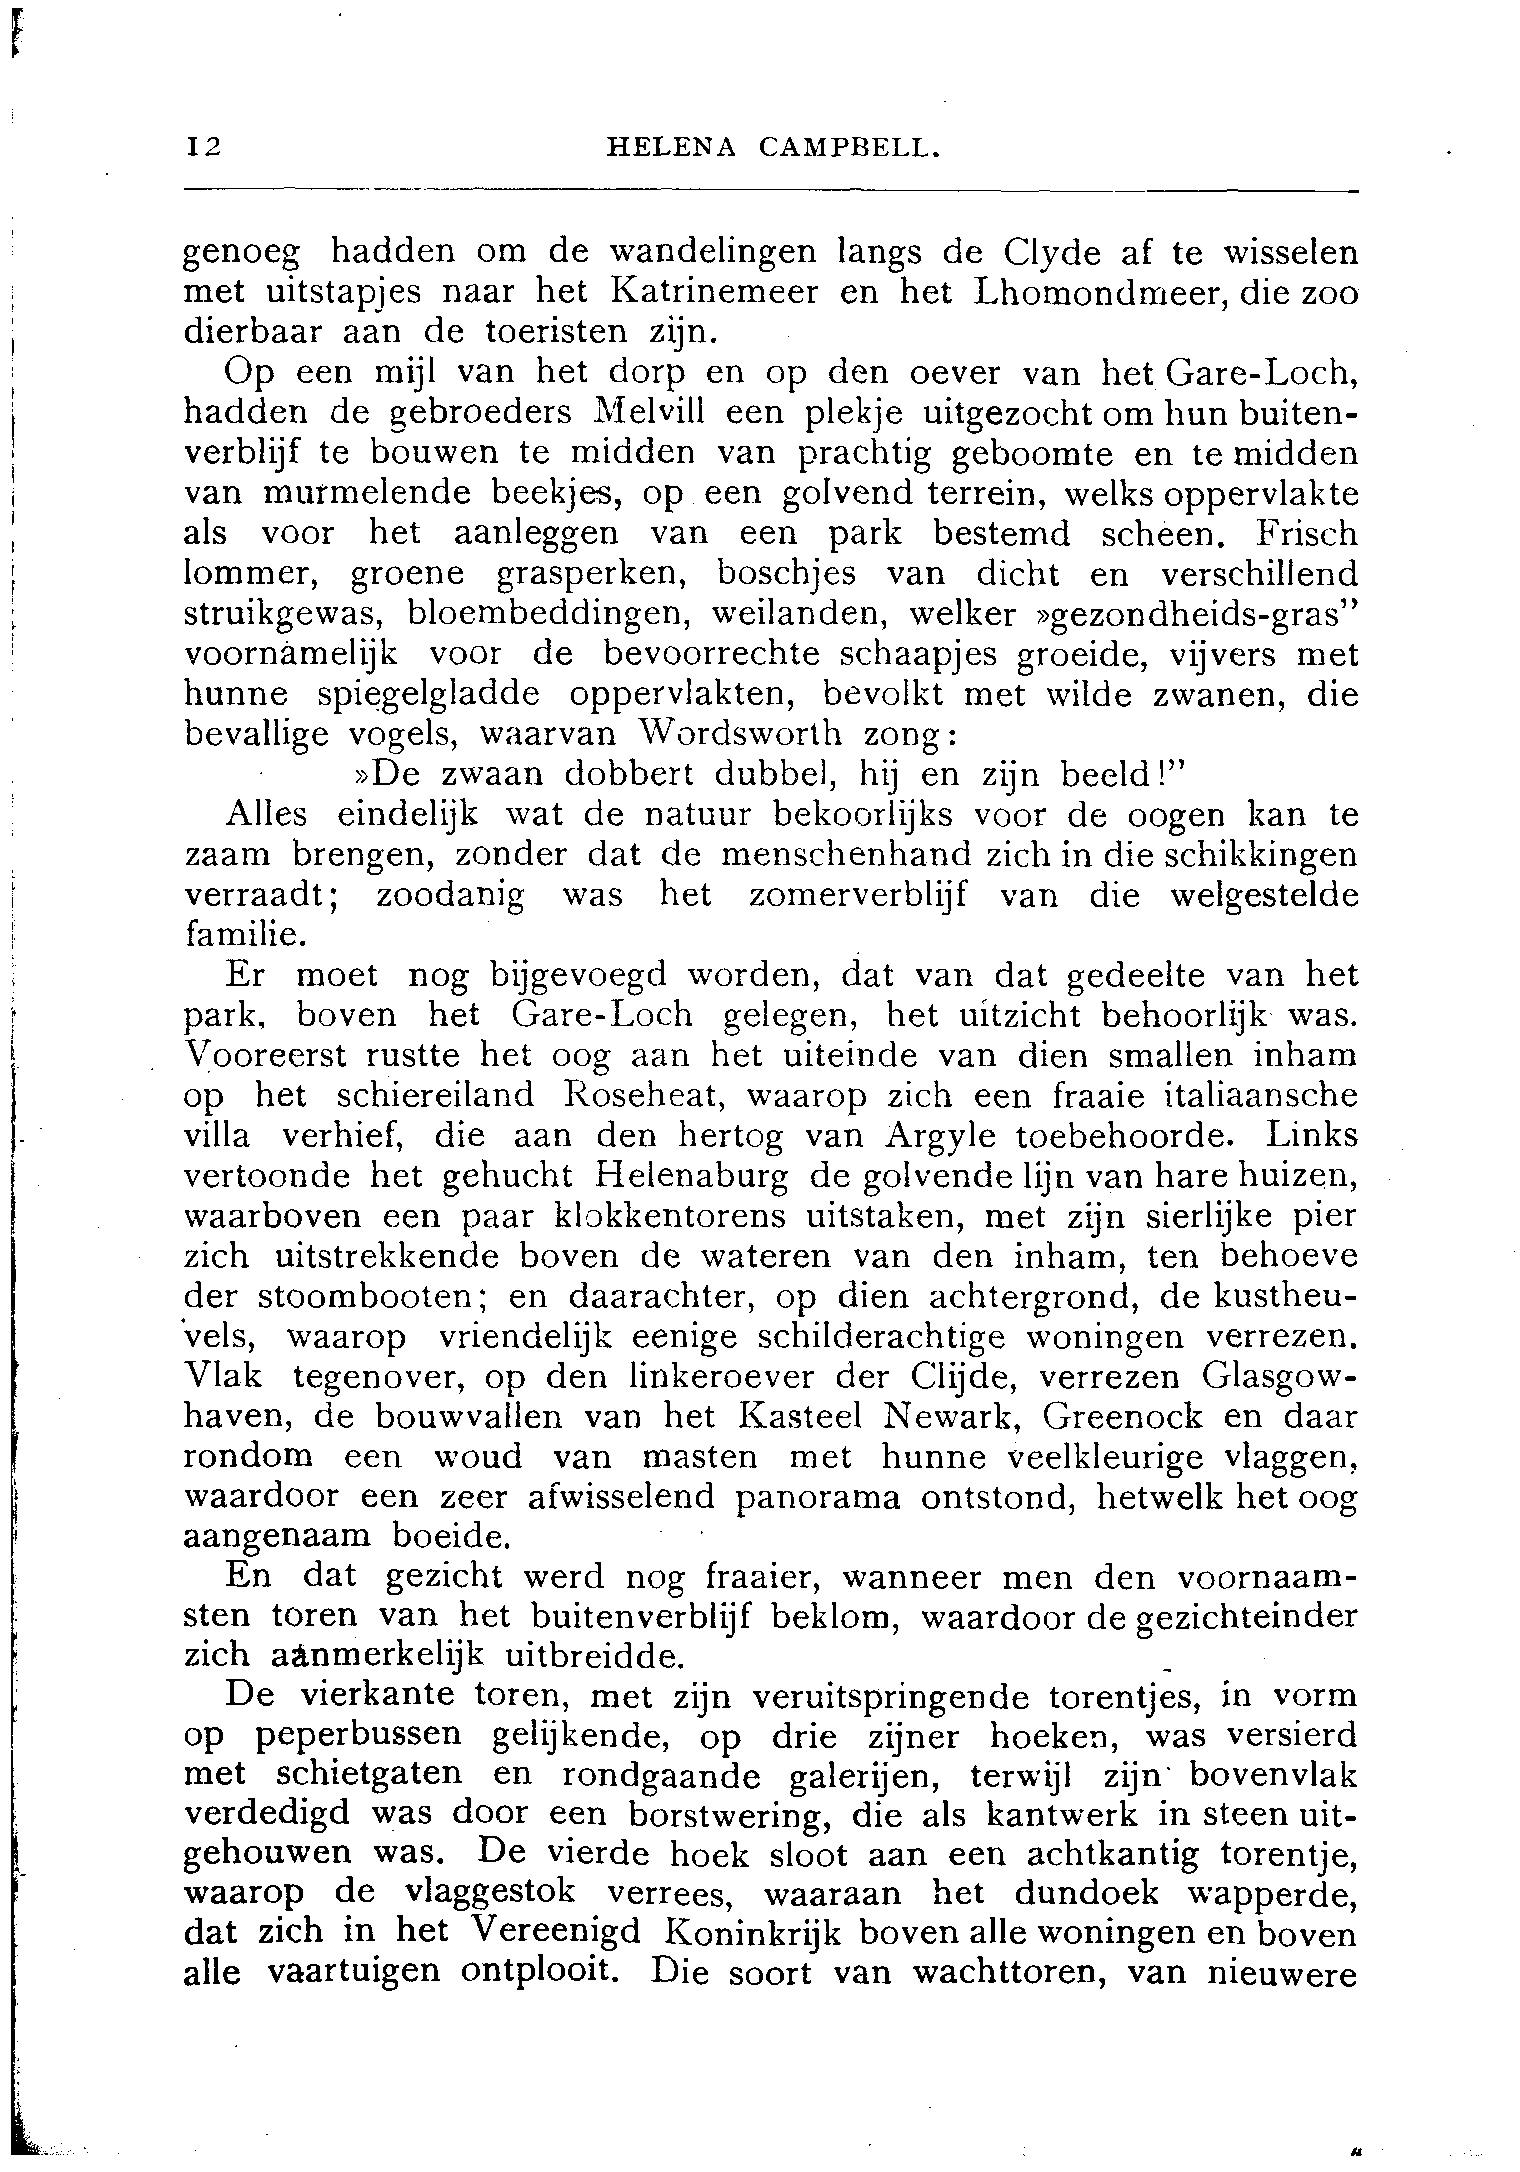 12 HELENA CAMPBELL.
genoeg hadden om de wandelingen langs de Clyde af te wisselen
met uitstapjes naar het Katrinemeer en het Lhomondmeer, die zoo
dierbaar aan de toeristen zijn.
Op een mijl van het dorp en op den oever van het Gare-Loch,
hadden de gebroeders Melvill een plekje uitgezocht om hun buiten-
verblijf te bouwen te midden van prachtig geboomte en te midden
van murmelende beekjes, op een golvend terrein, welks oppervlakte
als voor het aanleggen van een park bestemd scheen. Frisch
lommer, groene grasperken, boschjes van dicht en verschillend
struikgewas, bloembeddingen, weilanden, welker »gezondheids-gras”
voornamelijk voor de bevoorrechte schaapjes groeide, vijvers met
hunne spiegelgladde oppervlakten, bevolkt met wilde zwanen, die
bevallige vogels, waarvan Wordsworth zong:
»De zwaan dobbert dubbel, hij en zijn beeld!”
Alles eindelijk wat de natuur bekoorlijks voor de oogen kan te
zaam brengen, zonder dat de menschenhand zich in die schikkingen
verraadt; zoodanig was het zomerverblijf van die welgestelde
familie.
Er moet nog bijgevoegd worden, dat van dat gedeelte van het
park, boven het Gare-Loch gelegen, het uitzicht behoorlijk was.
Vooreerst rustte het oog aan het uiteinde van dien smallen inham
op het schiereiland Roseheat, waarop zich een fraaie italiaansche
villa verhief, die aan den hertog van Argyle toebehoorde. Links
vertoonde het gehucht Helenaburg de golvende lijn van hare huizen,
waarboven een paar klokkentorens uitstaken, met zijn sierlijke pier
zich uitstrekkende boven de wateren van den inham, ten behoeve
der stoombooten; en daarachter, op dien achtergrond, de kustheu-
vels, waarop vriendelijk eenige schilderachtige woningen verrezen.
Vlak tegenover, op den linkeroever der Clijde, verrezen Glasgow-
haven, de bouwvallen van het Kasteel Newark, Greenock en daar
rondom een woud van masten met hunne veelkleurige vlaggen,
waardoor een zeer afwisselend panorama ontstond, hetwelk het oog
aangenaam boeide.
En dat gezicht werd nog fraaier, wanneer men den voornaam-
sten toren van het buitenverblijf beklom, waardoor de gezichteinder
zich aanmerkelijk uitbreidde.
De vierkante toren, met zijn veruitspringende torentjes, in vorm
op peperbussen gelijkende, op drie zijner hoeken, was versierd
met schietgaten en rondgaande galerijen, terwijl zijn bovenvlak
verdedigd was door een borstwering, die als kantwerk in steen uit-
gehouwen was. De vierde hoek sloot aan een achtkantig torentje,
waarop de vlaggestok verrees, waaraan het dundoek wapperde,
dat zich in het Vereenigd Koninkrijk boven alle woningen en boven
alle vaartuigen ontplooit. Die soort van wachttoren, van nieuwere